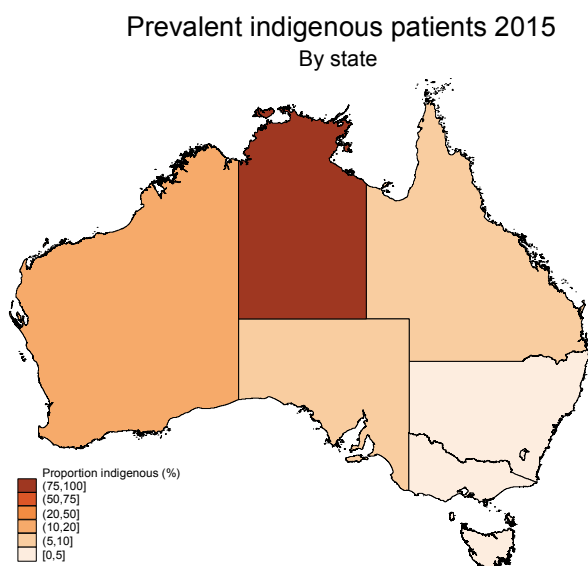 Prevalent indigenous patients 2015
By state
Proportion indigenous (%)
(75,100]
(50,75]
(20,50]
(10,20]
(5,10]
[0,5]